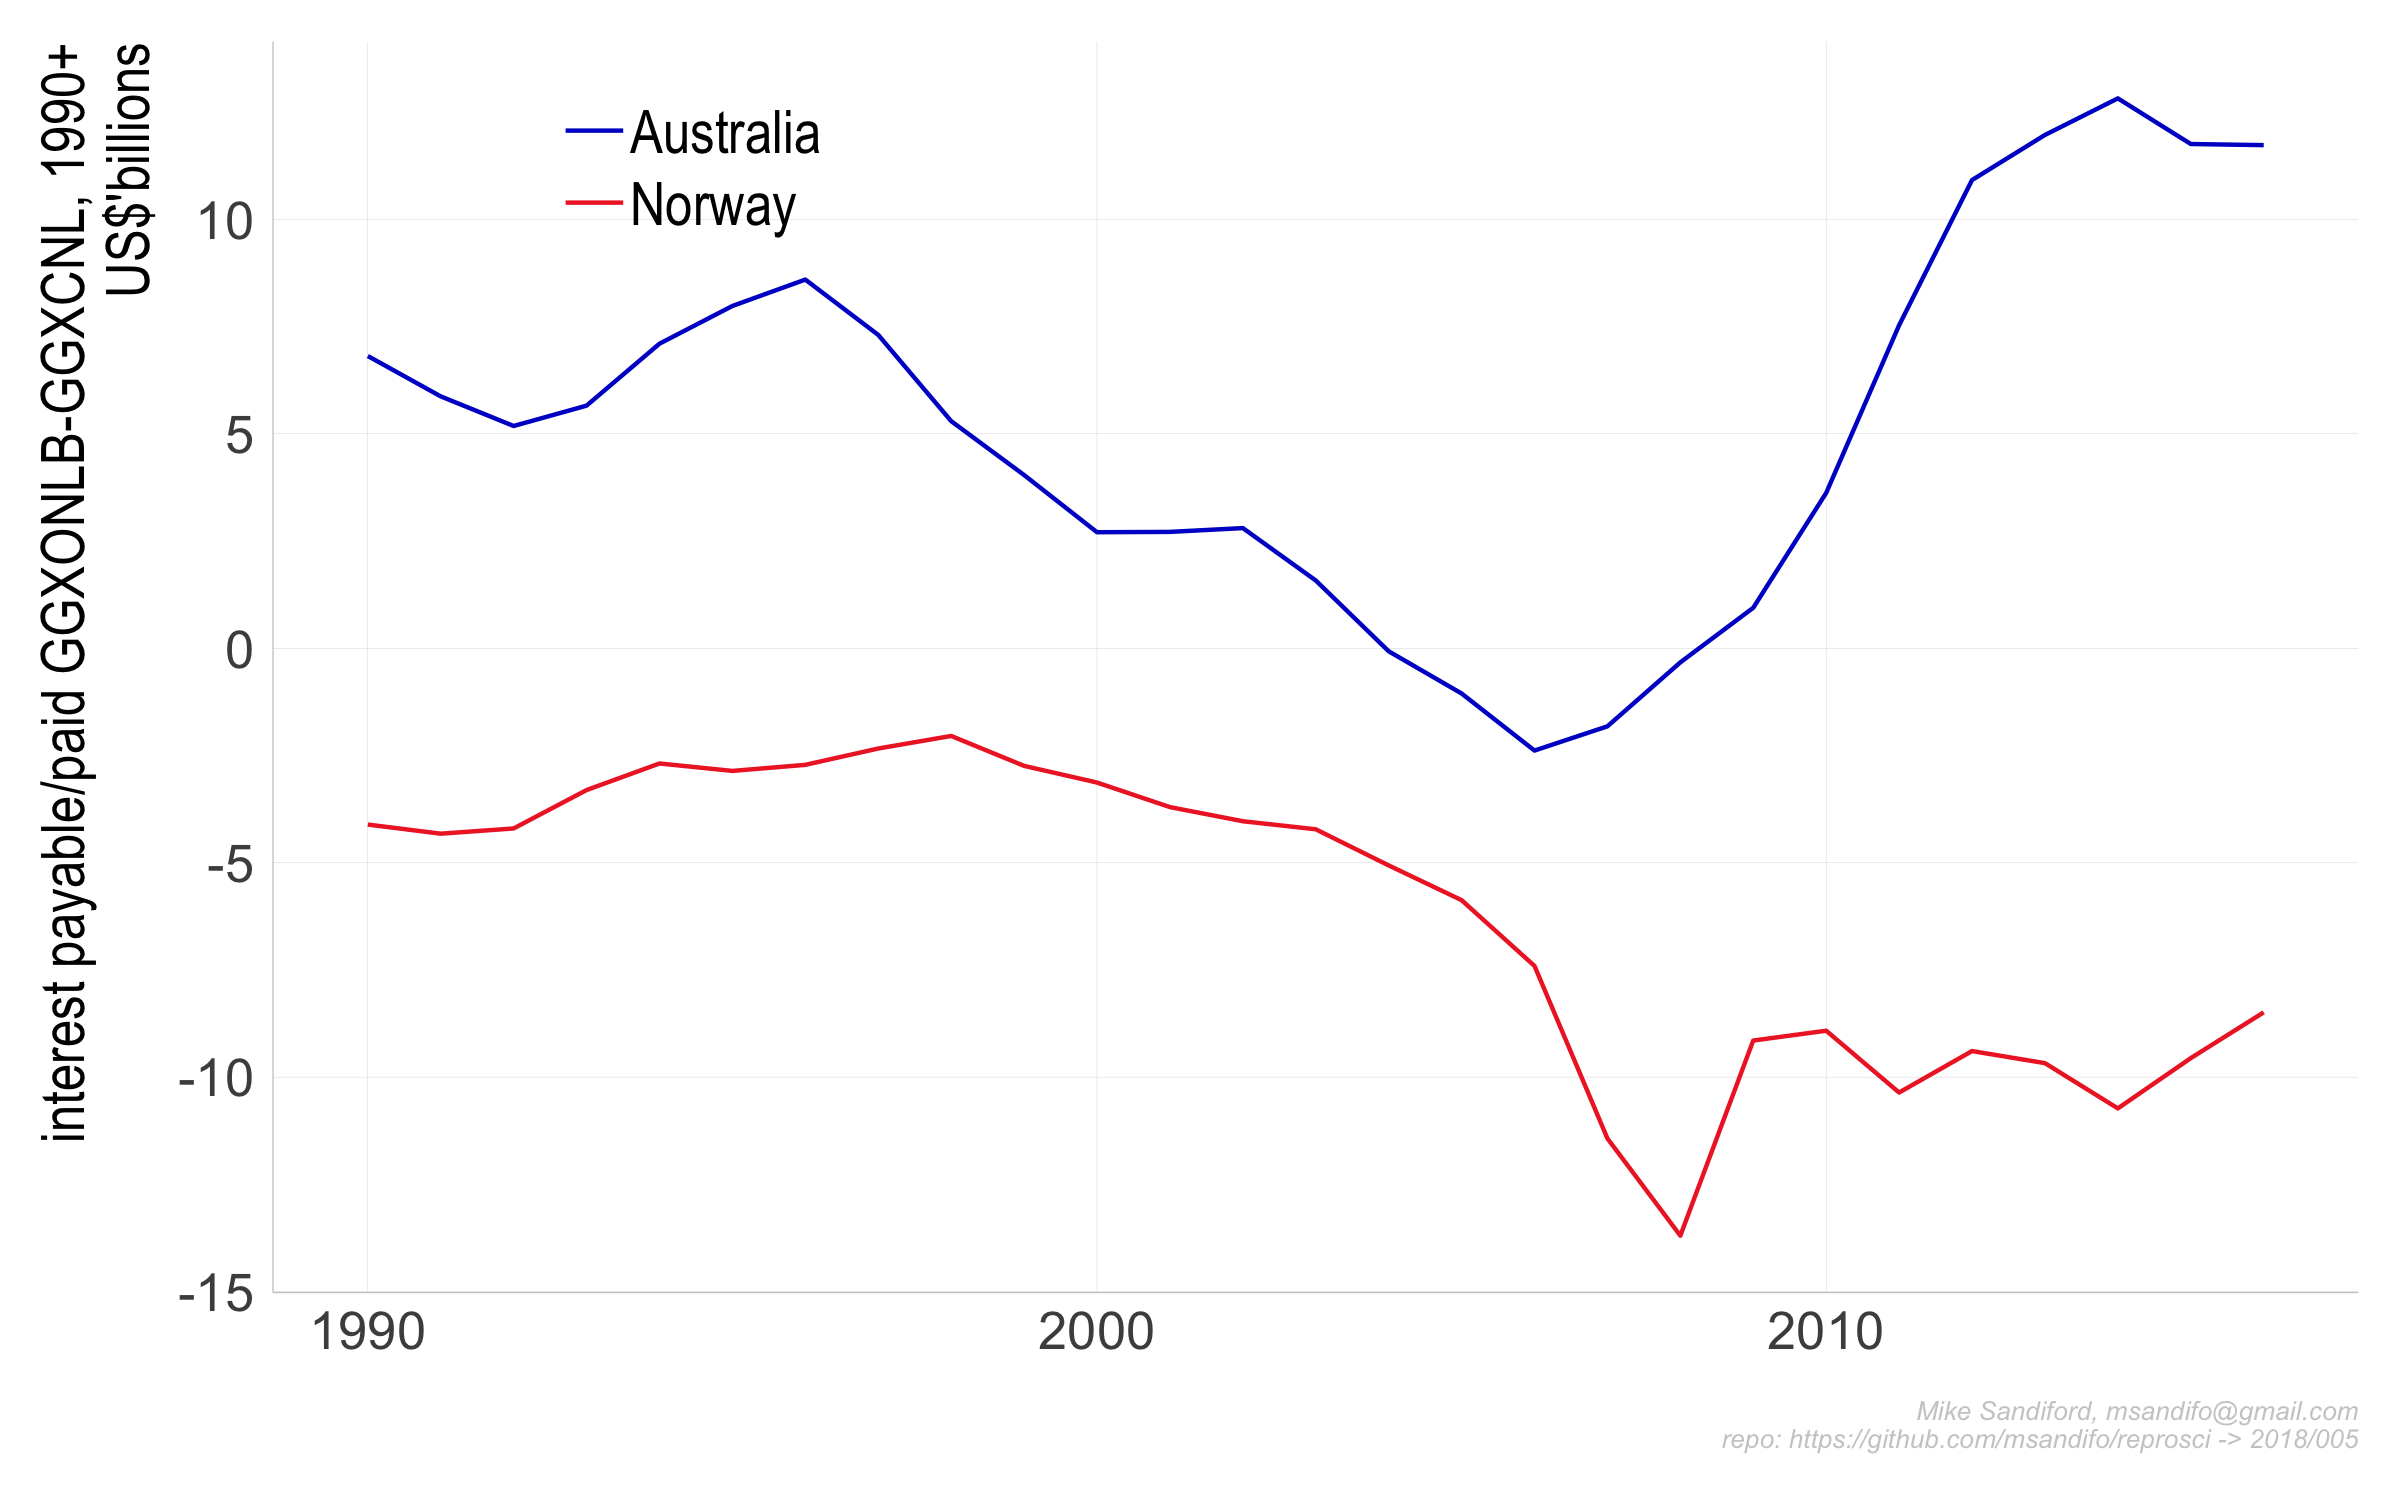 interest payable/paid GGXONLB-GGXCNL, 1990+
US$'billions
Australia
Norway
10
5
0
-5
-10
-15
1990
2000
2010
Mike Sandiford, msandifo@gmail.com
repo: https://github.com/msandifo/reprosci -> 2018/005